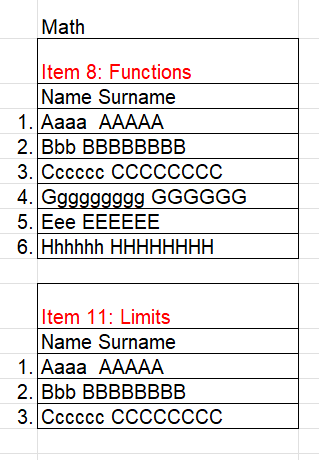 Math
Item 8: Functions
Name Surname
1. Aaaa  AAAAA
2. Bbb BBBBBBBB
3. Cccccc CCCCCCCC
4. Ggggggggg GGGGGG
5. Eee EEEEEE
6. Hhhhhh HHHHHHHH
Item 11: Limits
Name Surname
1. Aaaa  AAAAA
2. Bbb BBBBBBBB
3. Cccccc CCCCCCCC